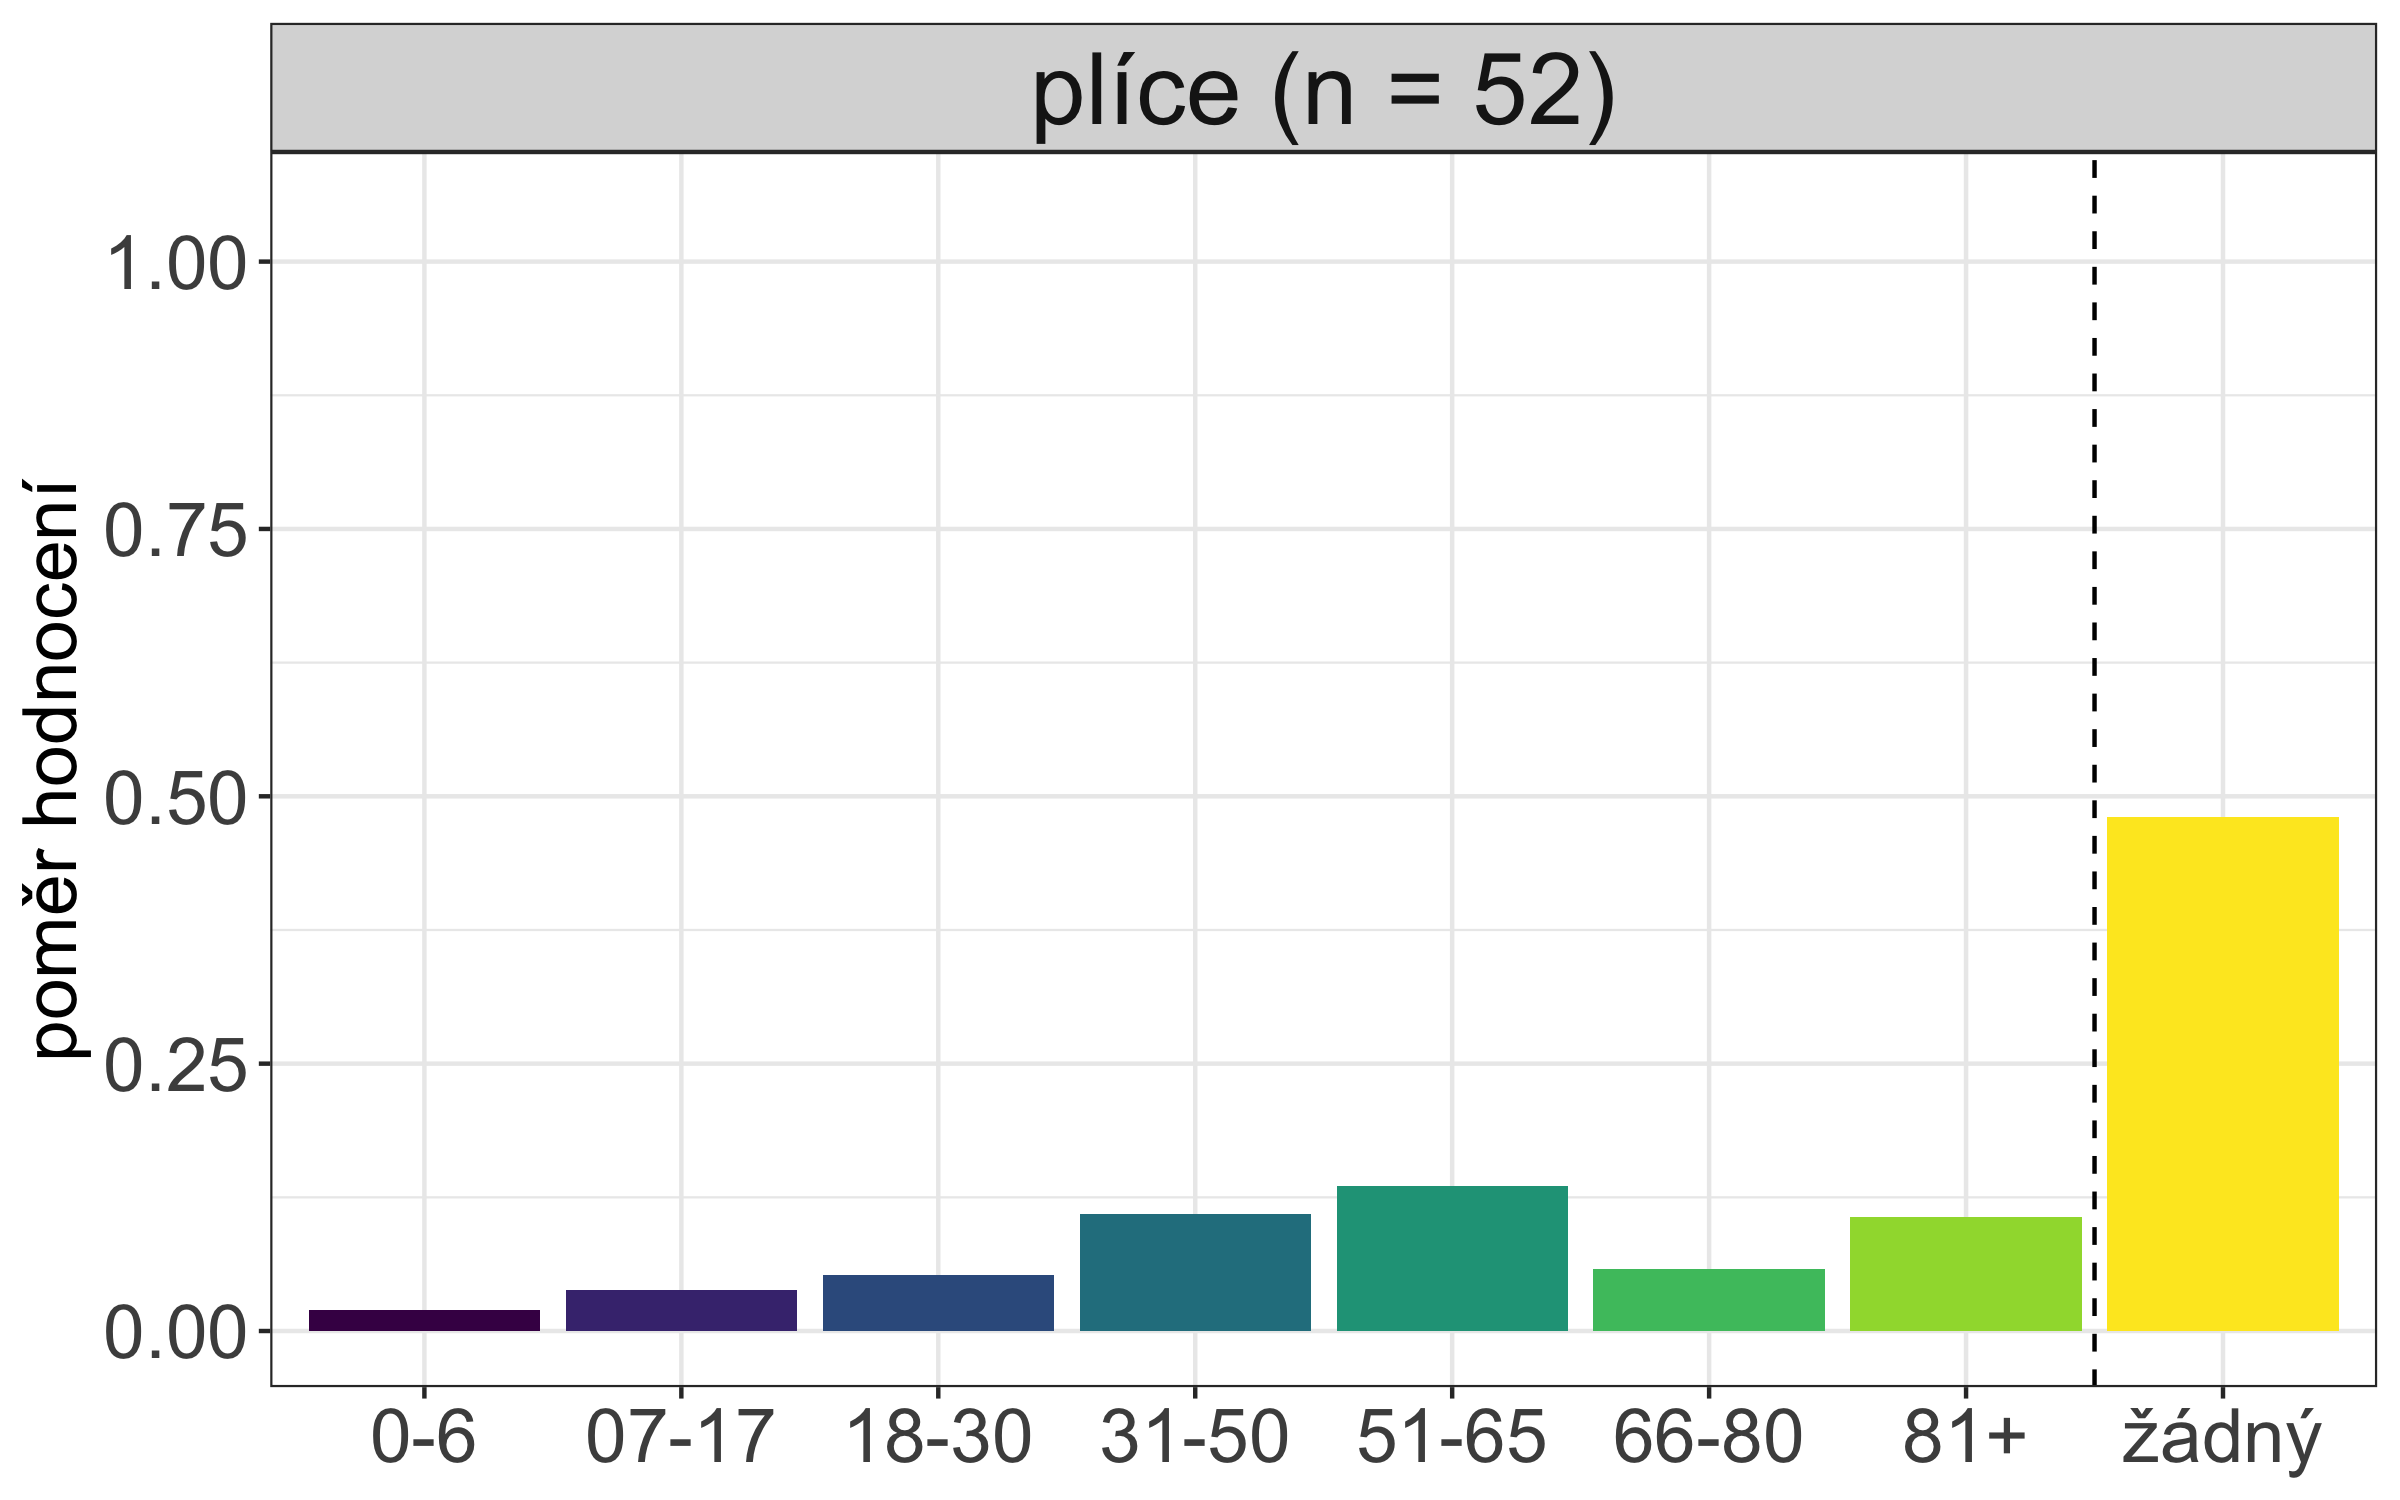 plíce (n = 52)
poměr hodnocení
1.00
0.75
0.50
0.25
0.00
0-6 07-17 18-30 31-50 51-65 66-80 81+ žádný